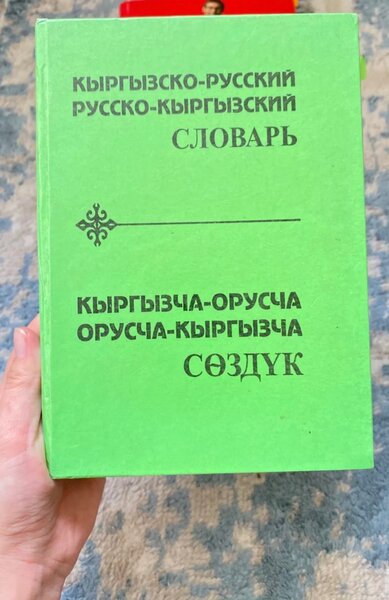 КЫРГЫЗСКО-РУССКИЙ
РУССКО-КЫРГЫЗСКИЙ
СЛОВАРЬ
КЫРГЫЗЧА-ОРУСЧА
ОРУСЧА-КЫРГЫЗЧА
СӨЗДҮК